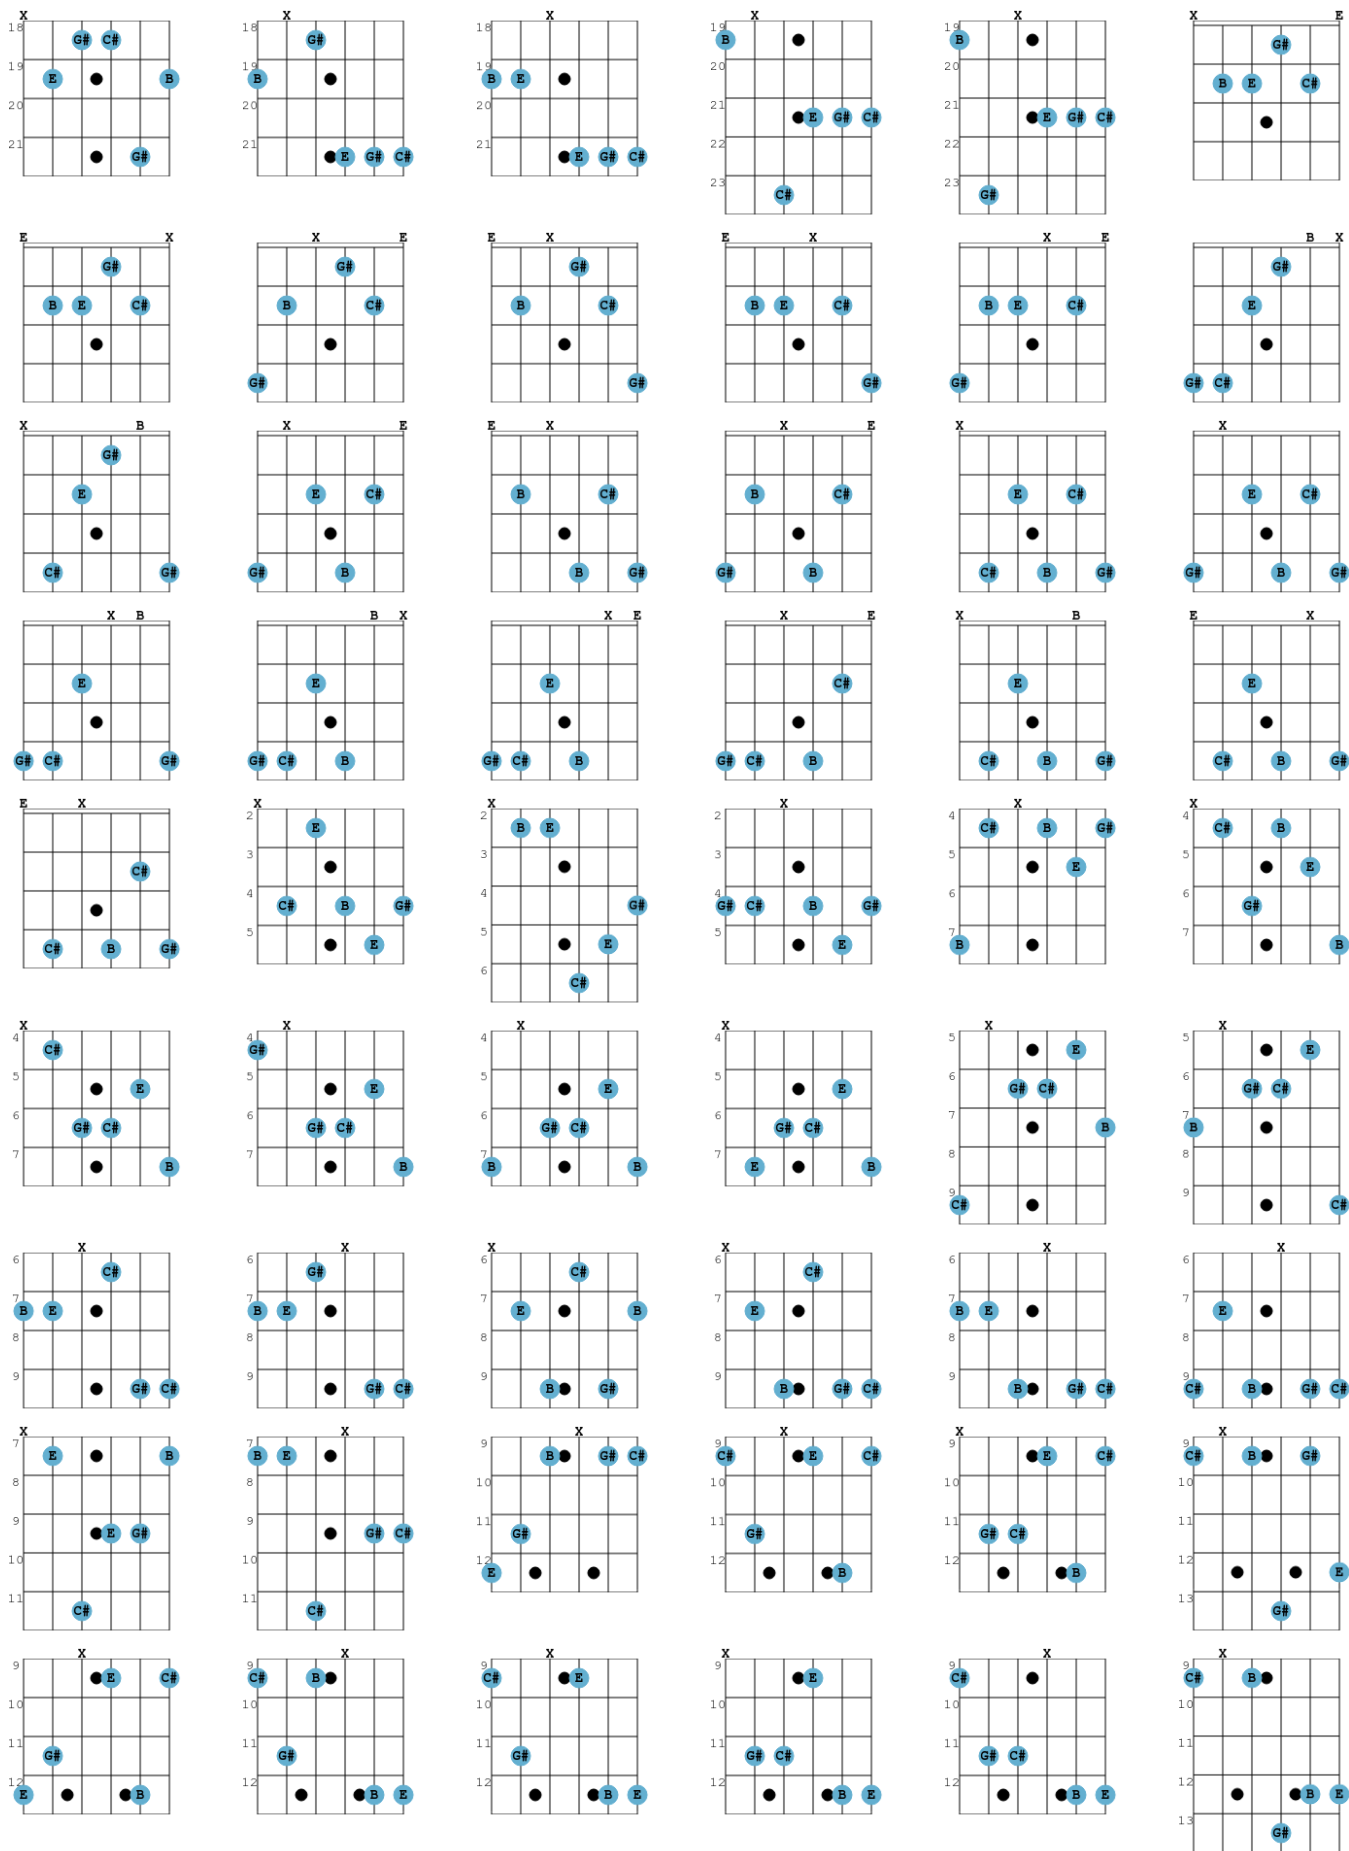 X X X X X X E
18 G# C# 18 G# 18 19 B 19 B G#
19 E B 19 B 19 B E 20 20 B E C#
20 20 20 21 E G# C# 21 E G# C#
21 G# 21 E G# C# 21 E G# C# 22 22
23 C# 23 G#
E X X E E X E X X E B X
G# G# G# G#
B E C# B C# B C# B E C# B E C# E
G# G# G# G# G# C#
X B X E E X X E X X
G#
E E C# B C# B C# E C# E C#
C# G# G# B B G# G# B C# B G# G# B G#
X B B X X E X E X B E X
E E E C# E E
G# C# G# G# C# B G# C# B G# C# B C# B G# C# B G#
E X X X X X X
2 E 2 B E 2 4 C# B G# 4 C# B
C# 3 3 3 5 E 5 E
4 C# B G# 4 G# 4 G# C# B G# 6 6 G#
C# B G# 5 E 5 E 5 E 7 B 7 B
6 C#
X X X X X X
4 C# 4 G# 4 4 5 E 5 E
5 E 5 E 5 E 5 E 6 G# C# 6 G# C#
6 G# C# 6 G# C# 6 G# C# 6 G# C# 7 B 7 B
7 B 7 B 7 B B 7 E B 8 8
9 C# 9 C#
X X X X X X
6 C# 6 G# 6 C# 6 C# 6 6
7 B E 7 B E 7 E B 7 E 7 B E 7 E
8 8 8 8 8 8
9 G# C# 9 G# C# 9 B G# 9 B G# C# 9 B G# C# 9 C# B G# C#
X X X X X X
7 E B 7 B E 9 B G# C# 9 C# E C# 9 E C# 9 C# B G#
8 8 10 10 10 10
9 E G# 9 G# C# 11 G# 11 G# 11 G# C# 11
10 10 12 E 12 B 12 B 12 E
11 C# 11 C# 13 G#
X X X X X X
9 E C# 9 C# B 9 C# E 9 E 9 C# 9 C# B
10 10 10 10 10 10
11 G# 11 G# 11 G# 11 G# C# 11 G# C# 11
12 E B 12 B E 12 B E 12 B E 12 B E 12 B E
13 G#